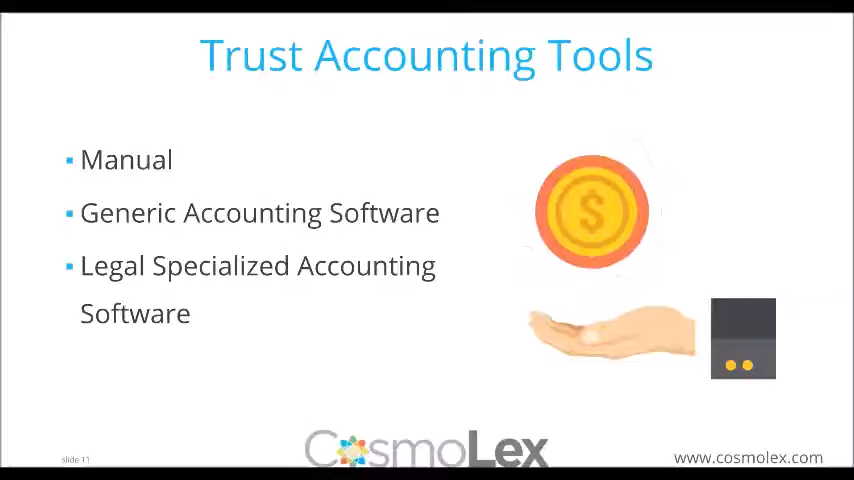 Trust Accounting Tools
▪ Manual
▪ Generic Accounting Software
▪ Legal Specialized Accounting
Software
$
slide 11
CosmoLex
www.cosmolex.com